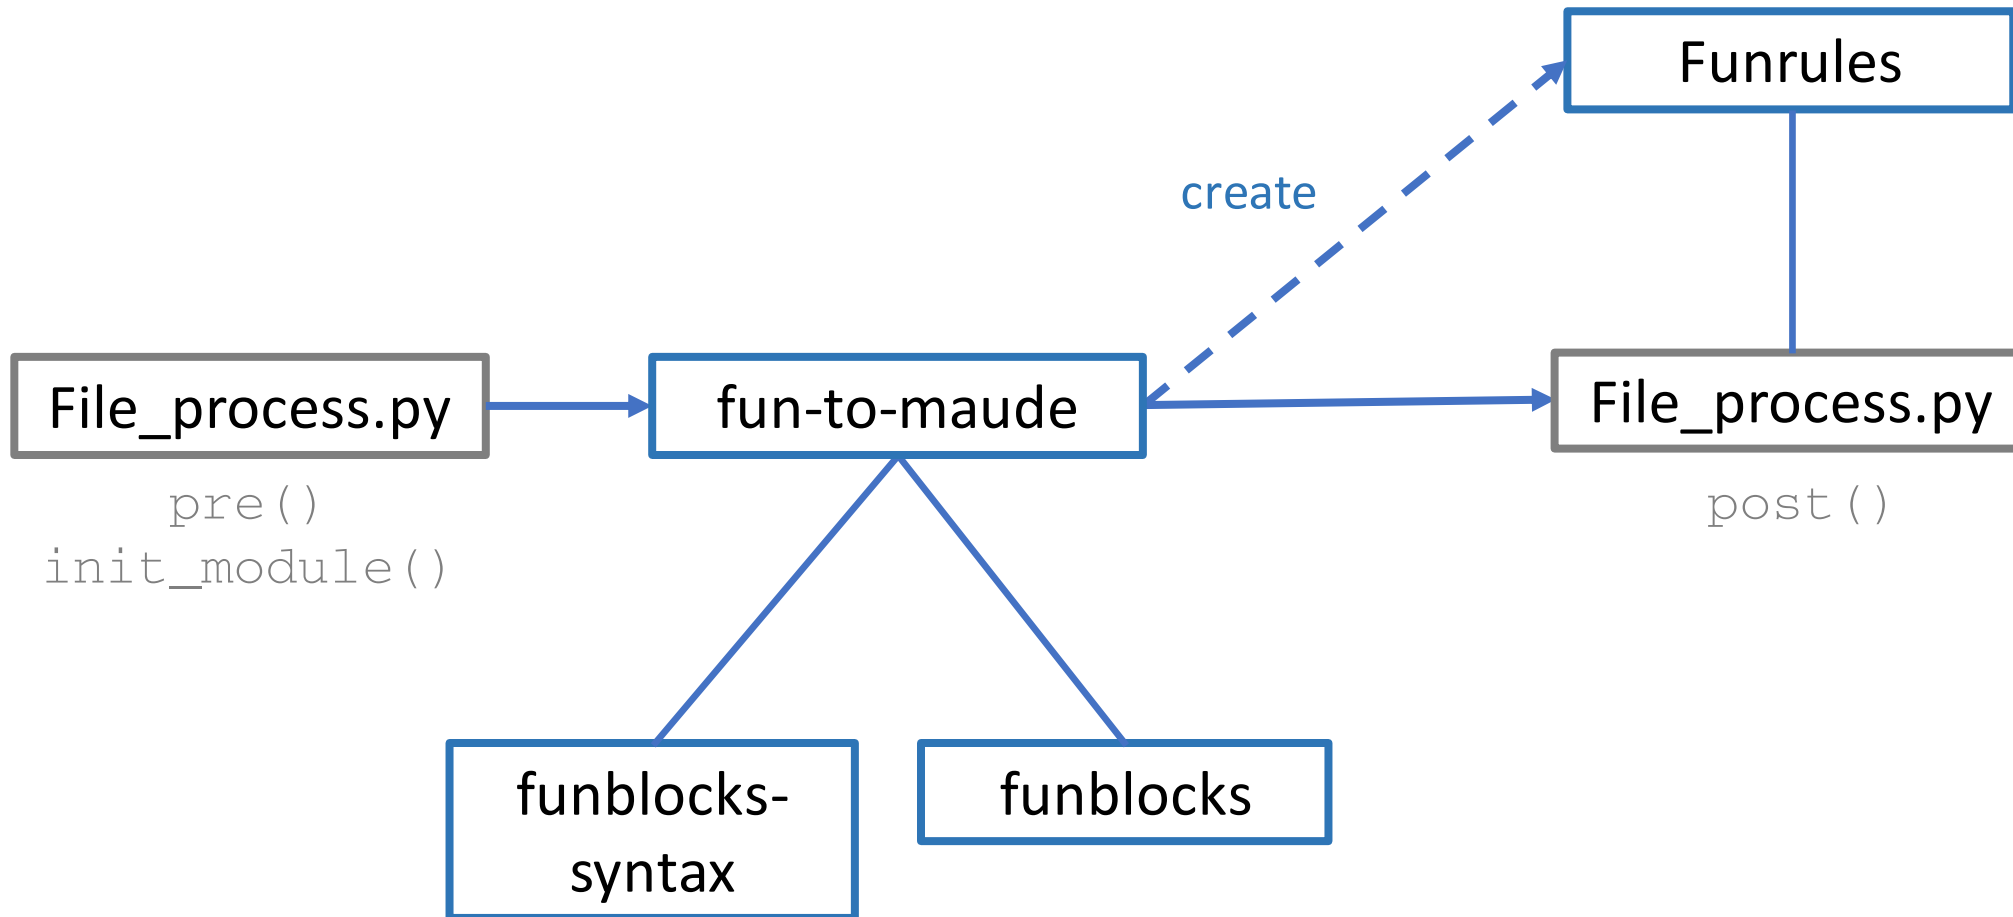 Funrules
create
File_process.py
fun-to-maude
File_process.py
pre()
init_module()
post()
funblocks-
syntax
funblocks